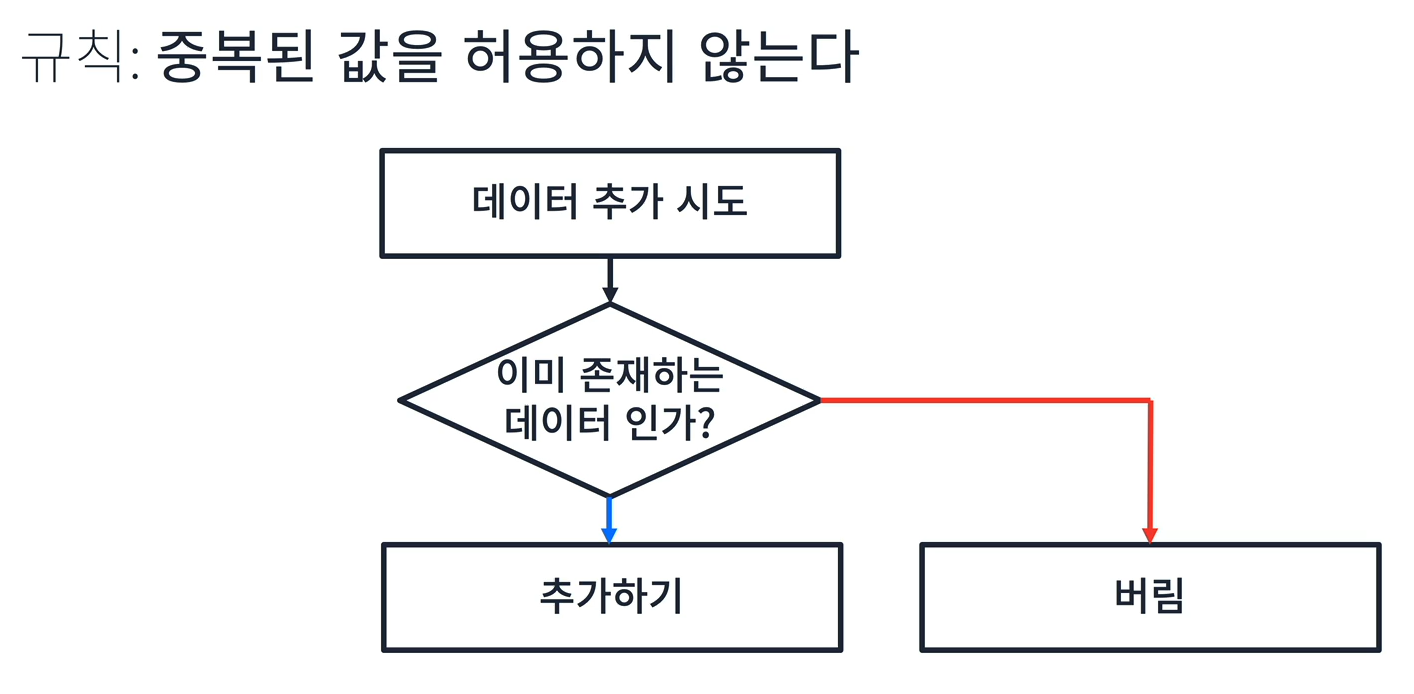 규칙: 중복된 값을 허용하지 않는다
데이터 추가 시도
이미 존재하는
데이터 인가?
추가하기
버림